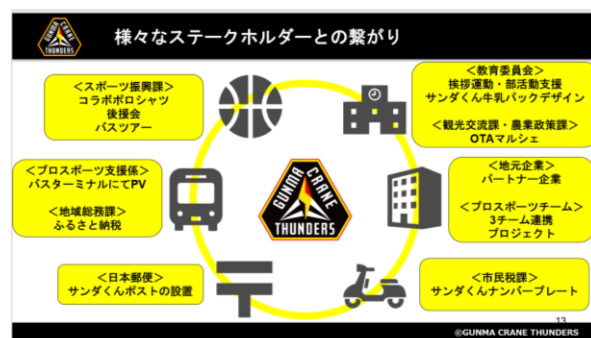 GUNMA CRANE
THUNDERS
様々なステークホルダーとの繋がり
<スポーツ振興課>
コラボポロシャツ
後援会
バスツアー
<教育委員会>
挨拶運動・部活動支援
サンダくん牛乳パックデザイン
<観光交流課・農業政策課>
OTAマルシェ
<プロスポーツ支援係>
バスターミナルにてPV
<地域総務課>
ふるさと納税
GUNMA CRANE
THUNDERS
<地元企業>
パートナー企業
<プロスポーツチーム>
3チーム連携
プロジェクト
<日本郵便>
サンダくんポストの設置
<市民税課>
サンダくんナンバープレート
13
©GUNMA CRANE THUNDERS